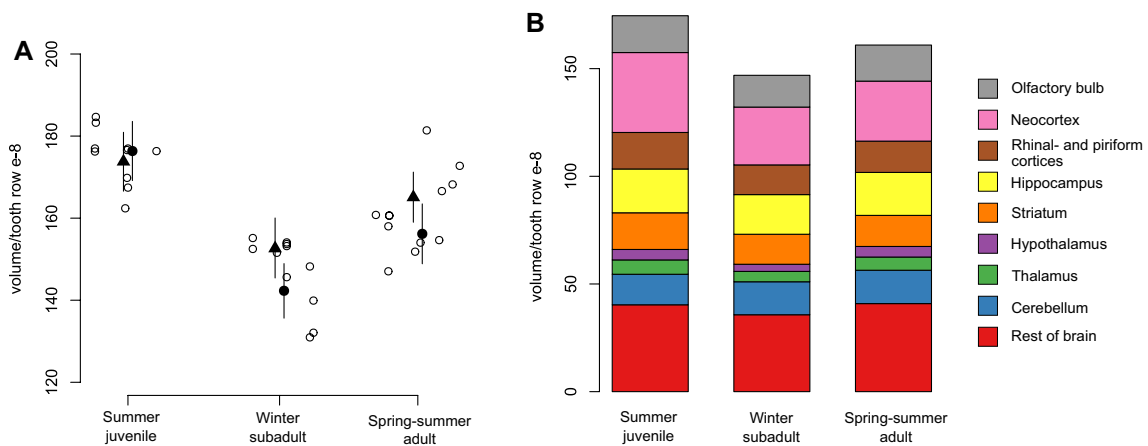 A
volume/tooth row e-8
200
180
160
140
120
Summer
juvenile
Winter
subadult
Spring-summer
adult
B
volume/tooth row e-8
150
100
50
0
Summer
juvenile
Winter
subadult
Spring-summer
adult
Olfactory bulb
Neocortex
Rhinal- and piriform
cortices
Hippocampus
Striatum
Hypothalamus
Thalamus
Cerebellum
Rest of brain